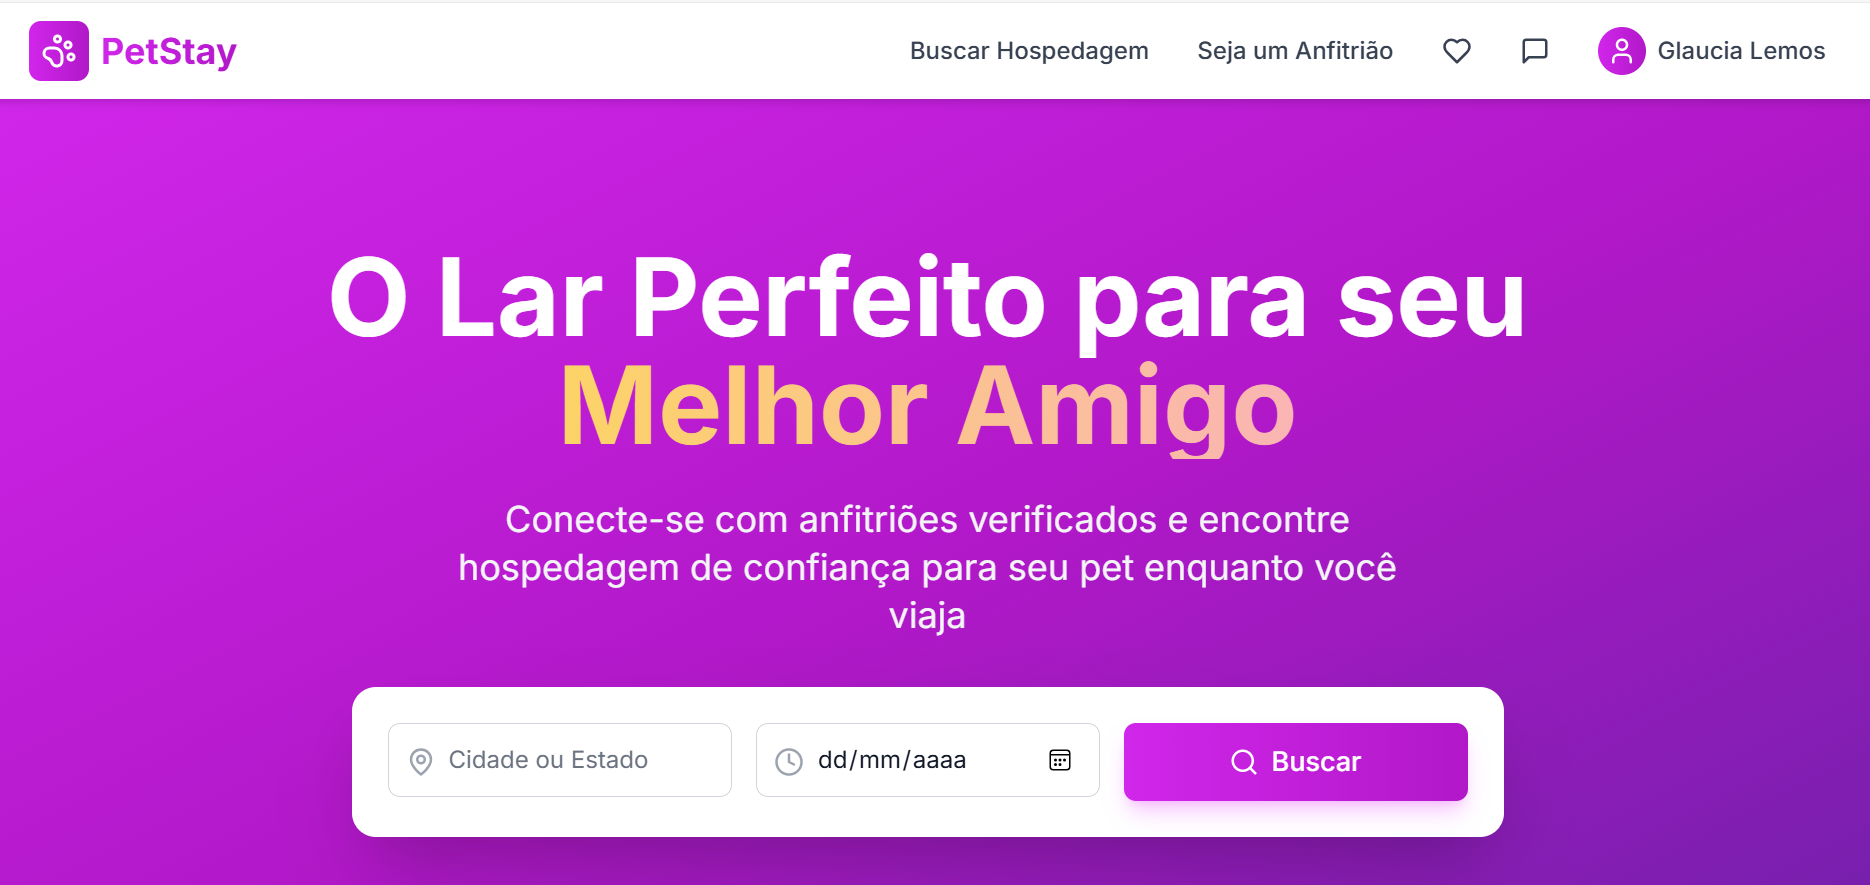 PetStay
Buscar Hospedagem
Seja um Anfitrião
Glaucia Lemos
O Lar Perfeito para seu
Melhor Amigo
Conecte-se com anfitriões verificados e encontre
hospedagem de confiança para seu pet enquanto você
viaja
Cidade ou Estado
dd/mm/aaaa
Buscar